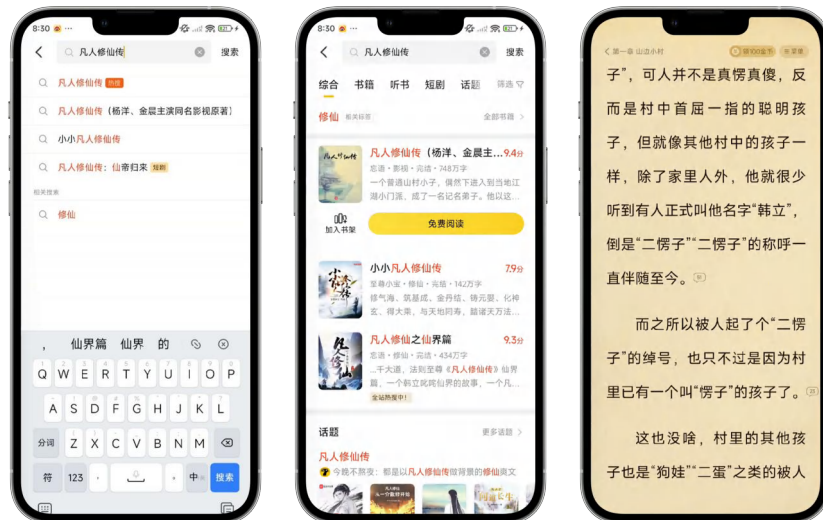 8:30
凡人修仙传
搜索
凡人修仙传 热搜
凡人修仙传（杨洋、金晨主演同名影视原著）
小小凡人修仙传
凡人修仙传：仙帝归来 短剧
相关搜索
修仙
， 仙界篇 仙界 的
Q W E R T Y U I O P
A S D F G H J K L
分词 Z X C V B N M
符 123 中 搜索
8:30
凡人修仙传
搜索
综合 书籍 听书 短剧 话题 筛选
修仙 相关标签 全部书籍 >
凡人修仙传（杨洋、金晨主...9.4分
忘语·影视·完结·748万字
一个普通山村小子，偶然下进入到当地江
湖小门派，成了一名记名弟子。他以这...
加入书架
免费阅读
小小凡人修仙传 7.9分
至尊小宝·修仙·完结·142万字
修气海、筑基成、金丹结、铸元婴、化神
玄、得大乘，与天地同寿，踏诸天万法...
凡人修仙之仙界篇 9.3分
忘语·修仙·完结·434万字
...千大道，法则至尊《凡人修仙传》仙界
篇，一个韩立叱咤仙界的故事，一个凡...
全站热搜中！
话题 更多话题 >
凡人修仙传
今晚不熬夜：都是以凡人修仙传做背景的修仙爽文
第一章 山边小村
子”，可人并不是真愣真傻，反
而是村中首屈一指的聪明孩
子，但就像其他村中的孩子一
样，除了家里人外，他就很少
听到有人正式叫他名字“韩立”，
倒是“二愣子”“二愣子”的称呼一
直伴随至今。
而之所以被人起了个“二愣
子”的绰号，也只不过是因为村
里已有一个叫“愣子”的孩子了。
这也没啥，村里的其他孩
子也是“狗娃”“二蛋”之类的被人